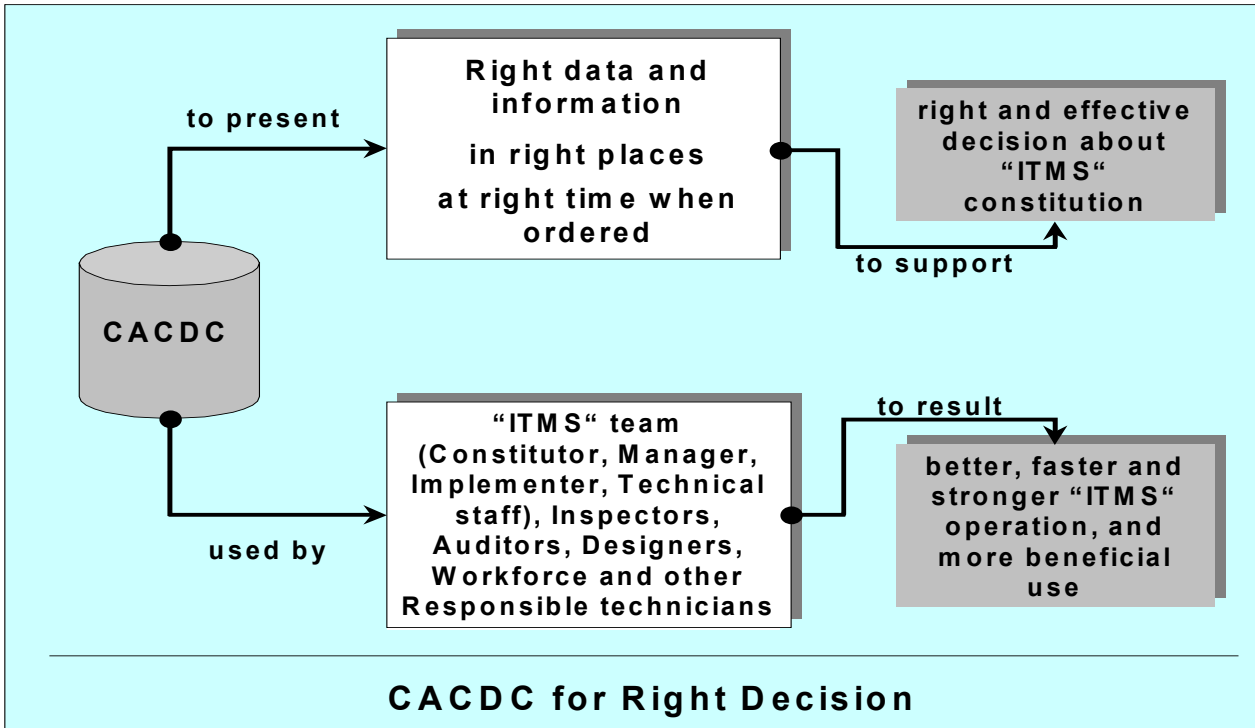 to present
Right data and
information
in right places
at right time when
ordered
to support
right and effective
decision about
“ITMS“
constitution
CACDC
used by
“ITMS“ team
(Constitutor, Manager,
Implementer, Technical
staff), Inspectors,
Auditors, Designers,
Workforce and other
Responsible technicians
to result
better, faster and
stronger “ITMS“
operation, and
more beneficial
use
CACDC for Right Decision